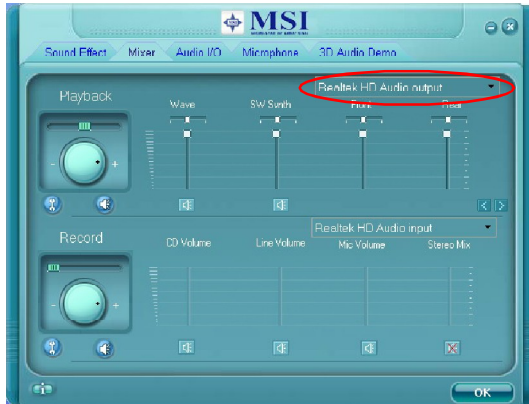 MSI
Sound Effect Mixer Audio I/O Microphone 3D Audio Demo
Realtek HD Audio output
Playback
Wave SW Synth Front Rear
- +
Realtek HD Audio input
Record
CD Volume Line Volume Mic Volume Stereo Mix
- +
OK